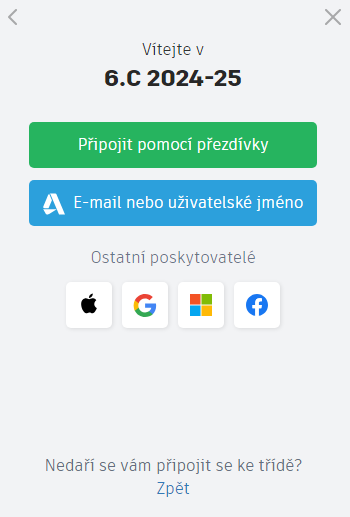 Vítejte v
6.C 2024-25
Připojit pomocí přezdívky
E-mail nebo uživatelské jméno
Ostatní poskytovatelé
Nedaří se vám připojit se ke třídě?
Zpět